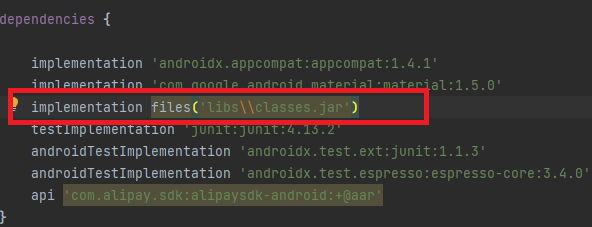 dependencies {
implementation 'androidx.appcompat:appcompat:1.4.1'
implementation 'com.google.android.material:material:1.5.0'
implementation files('libs\\classes.jar')
testImplementation 'junit:junit:4.13.2'
androidTestImplementation 'androidx.test.ext:junit:1.1.3'
androidTestImplementation 'androidx.test.espresso:espresso-core:3.4.0'
api 'com.alipay.sdk:alipaysdk-android:+@aar'
}